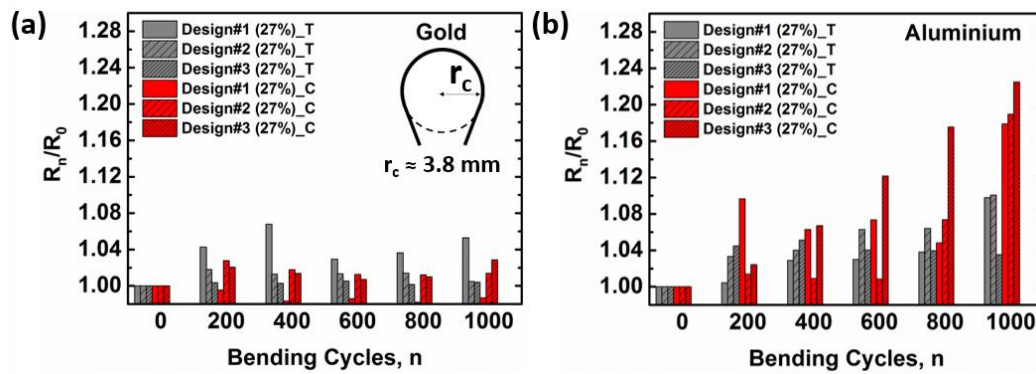 (a)
1.28
1.24
1.20
1.16
1.12
1.08
1.04
1.00
Rn/R0
Design#1 (27%)_T
Design#2 (27%)_T
Design#3 (27%)_T
Design#1 (27%)_C
Design#2 (27%)_C
Design#3 (27%)_C
Gold
rc
rc ≈ 3.8 mm
0 200 400 600 800 1000
Bending Cycles, n
(b)
1.28
1.24
1.20
1.16
1.12
1.08
1.04
1.00
Rn/R0
Design#1 (27%)_T
Design#2 (27%)_T
Design#3 (27%)_T
Design#1 (27%)_C
Design#2 (27%)_C
Design#3 (27%)_C
Aluminium
0 200 400 600 800 1000
Bending Cycles, n